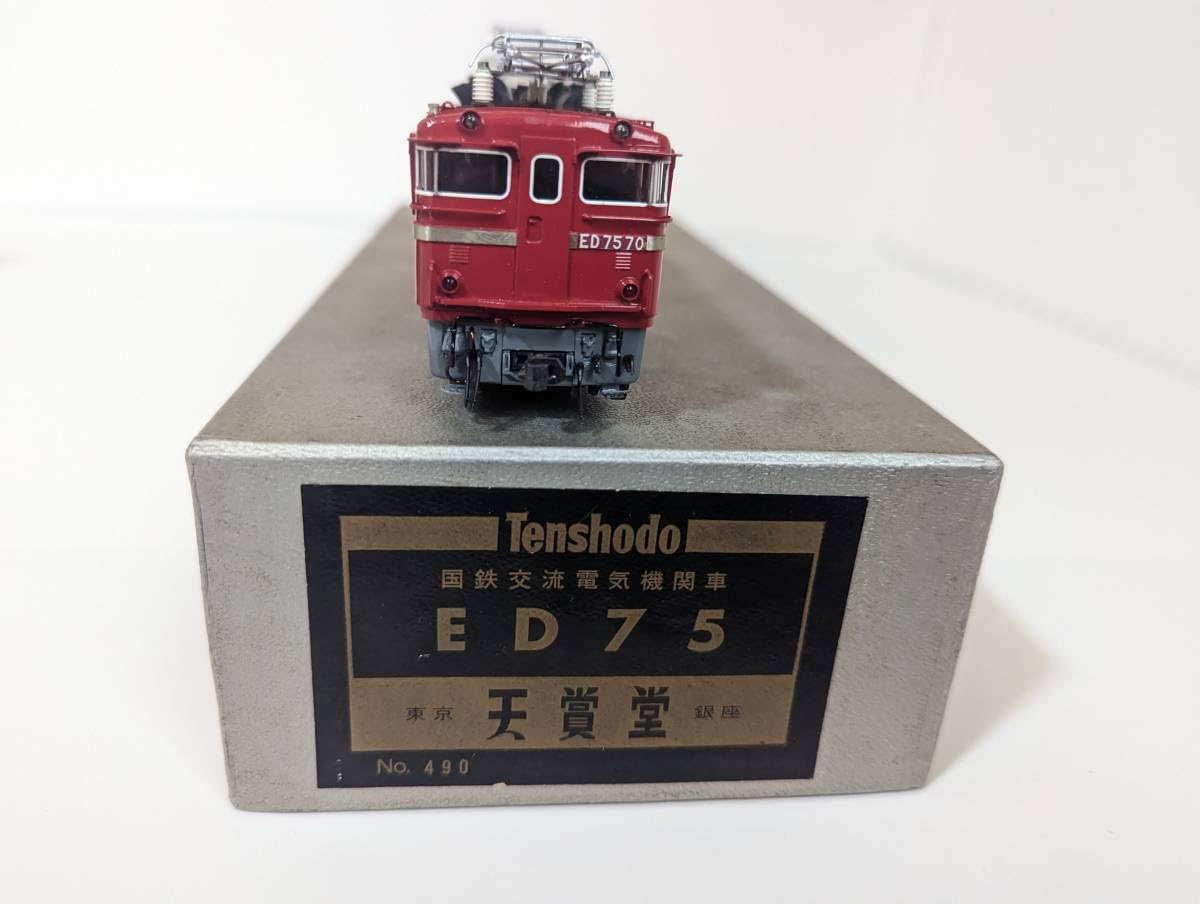 ED7570
Tenshodo
国鉄交流電気機関車
ED75
東京 天賞堂 銀座
No. 490